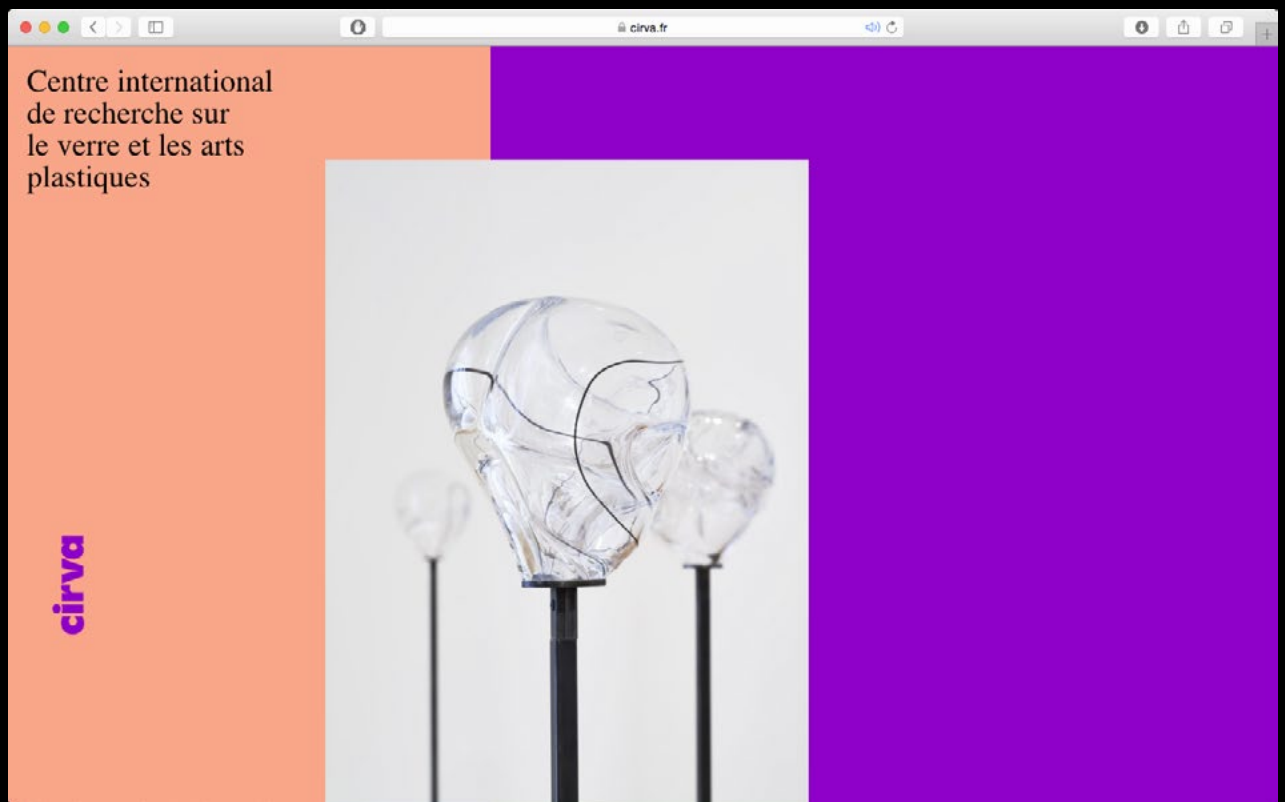 cirva.fr
Centre international
de recherche sur
le verre et les arts
plastiques
cirva